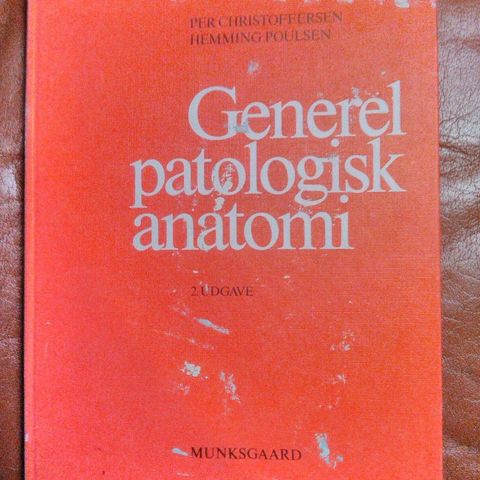 PER CHRISTOFFERSEN
HEMMING POULSEN
Generel
patologisk
anatomi
2. UDGAVE
MUNKSGAARD